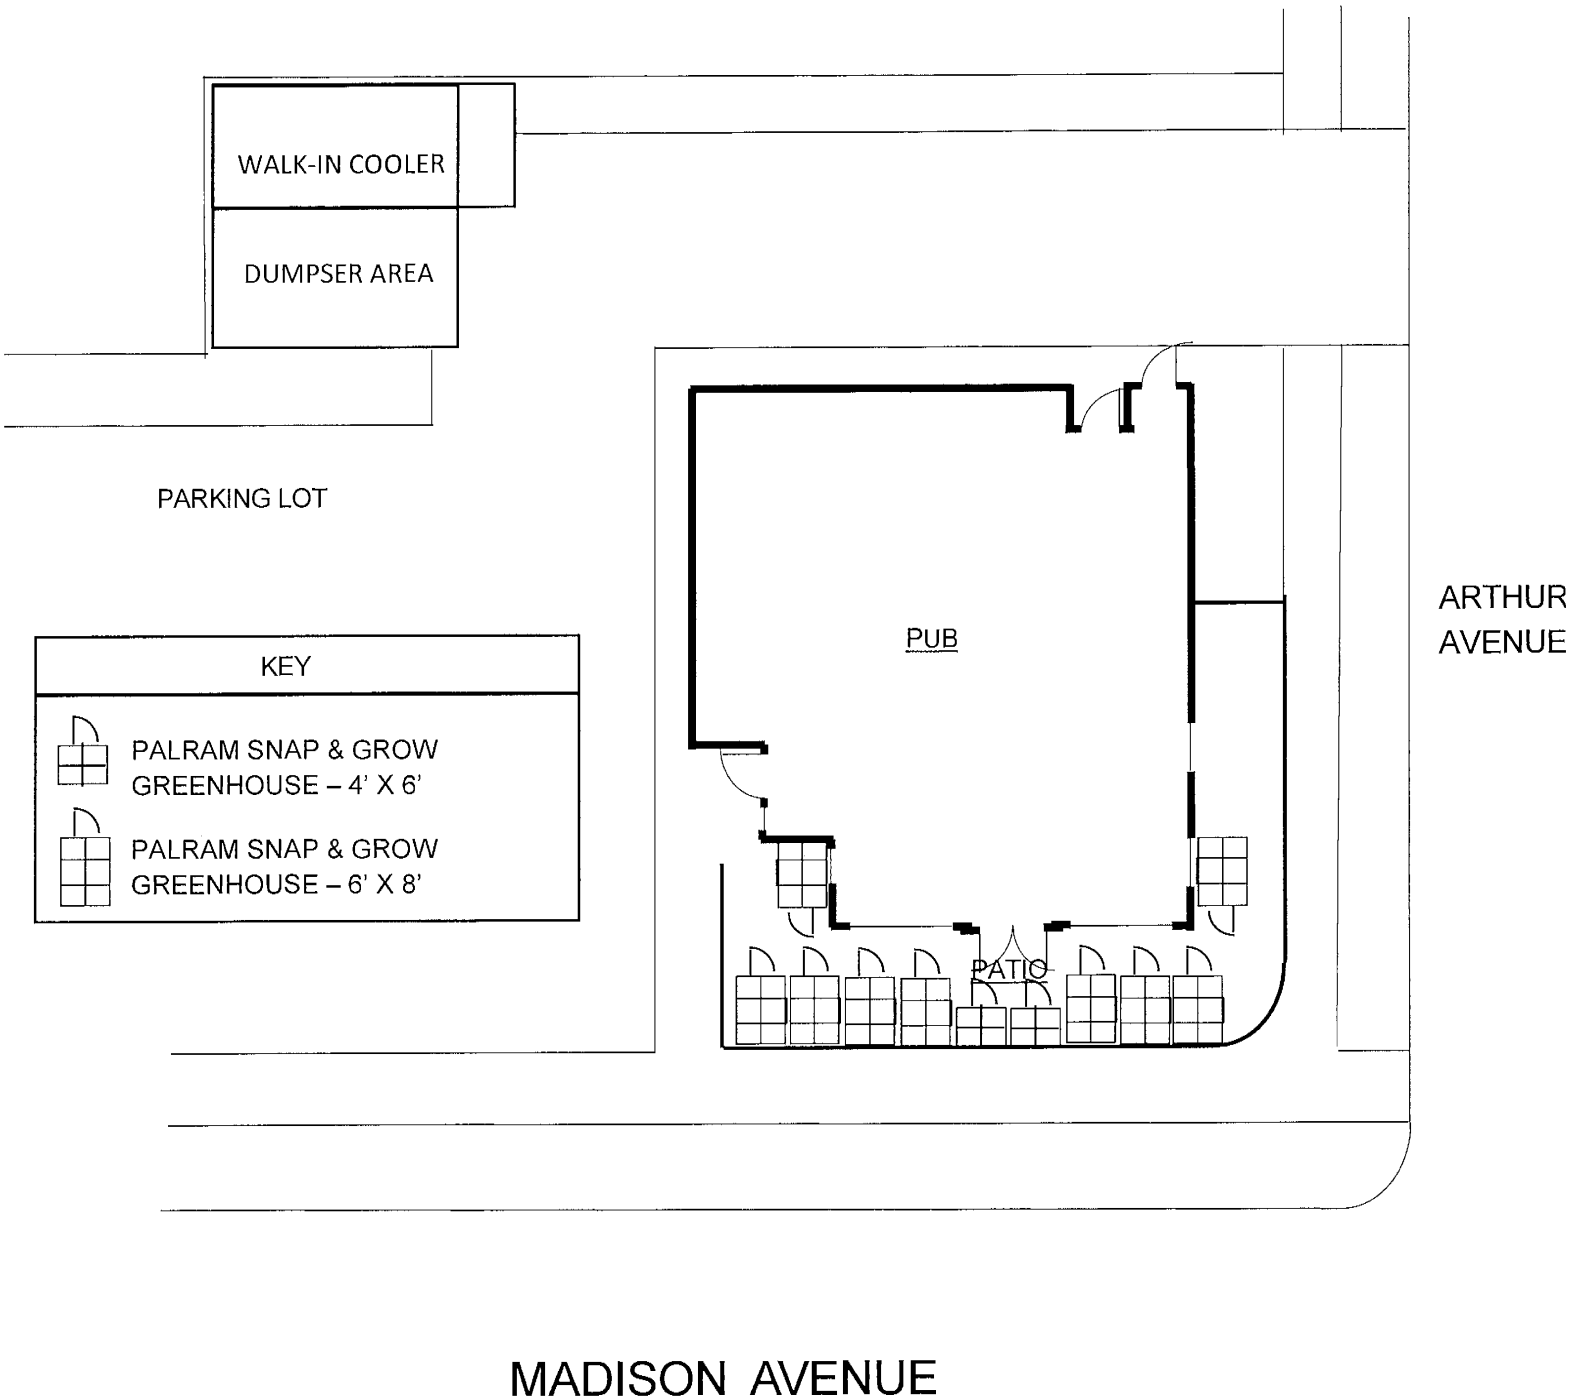 WALK-IN COOLER
DUMPSER AREA
PARKING LOT
ARTHUR
AVENUE
PUB
KEY
PALRAM SNAP & GROW
GREENHOUSE – 4' X 6'
PALRAM SNAP & GROW
GREENHOUSE – 6' X 8'
PATIO
MADISON AVENUE